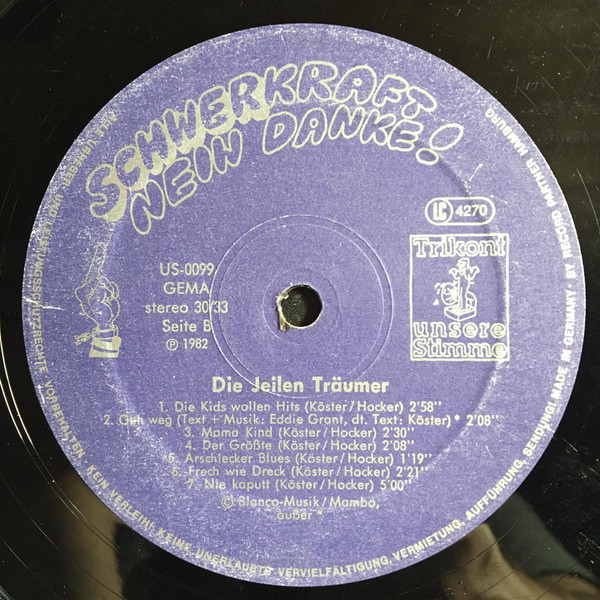 SCHWERKRAFT
NEIN DANKE!
LC 4270
Trikont
unsere
Stimme
US-0099
GEMA
stereo 30/33
Seite B
Ⓟ 1982
Die Jeilen Träumer
1. Die Kids wollen Hits (Köster/Hocker) 2'58''
2. Geh weg (Text + Musik: Eddie Grant, dt. Text: Köster) * 2'08''
3. Mama Kind (Köster/Hocker) 2'30''
4. Der Größte (Köster/Hocker) 2'08''
5. Arschlecker Blues (Köster/Hocker) 1'19''
6. Frech wie Dreck (Köster/Hocker) 2'21''
7. Nie kaputt (Köster/Hocker) 5'00''
© Blanco-Musik/Mambo,
außer *
ALLE URHEBER- UND LEISTUNGSSCHUTZRECHTE VORBEHALTEN. KEIN VERLEIH! KEINE UNERLAUBTE VERVIELFÄLTIGUNG, VERMIETUNG, AUFFÜHRUNG, SENDUNG! MADE IN GERMANY · BY RECORD PARTNER HAMBURG